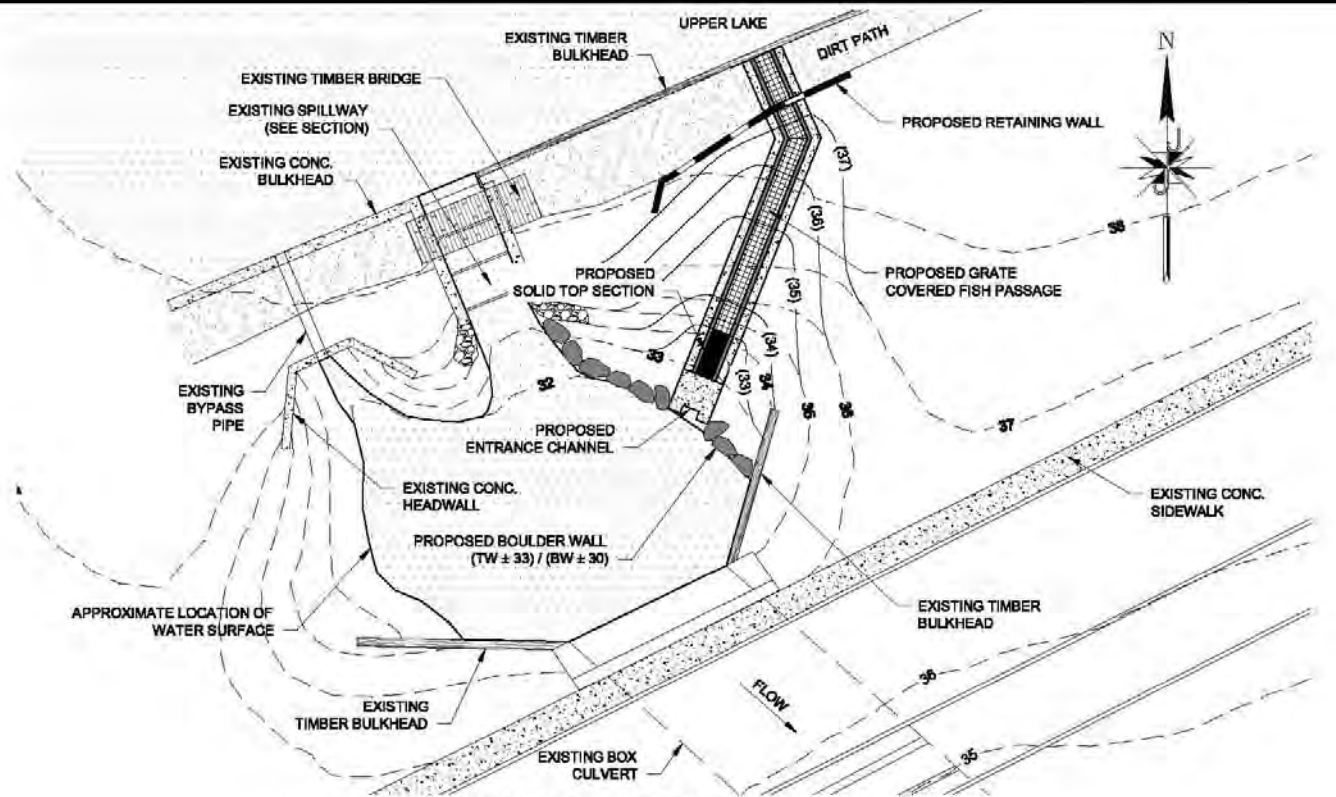 UPPER LAKE
EXISTING TIMBER
BULKHEAD
DIRT PATH
N
EXISTING TIMBER BRIDGE
EXISTING SPILLWAY
(SEE SECTION)
PROPOSED RETAINING WALL
EXISTING CONC.
BULKHEAD
(37)
(36)
38
PROPOSED
SOLID TOP SECTION
PROPOSED GRATE
COVERED FISH PASSAGE
(35)
(34)
33
(33)
34
32
35
36
EXISTING
BYPASS
PIPE
37
PROPOSED
ENTRANCE CHANNEL
EXISTING CONC.
HEADWALL
EXISTING CONC.
SIDEWALK
PROPOSED BOULDER WALL
(TW ± 33) / (BW ± 30)
APPROXIMATE LOCATION OF
WATER SURFACE
EXISTING TIMBER
BULKHEAD
36
FLOW
EXISTING
TIMBER BULKHEAD
35
EXISTING BOX
CULVERT